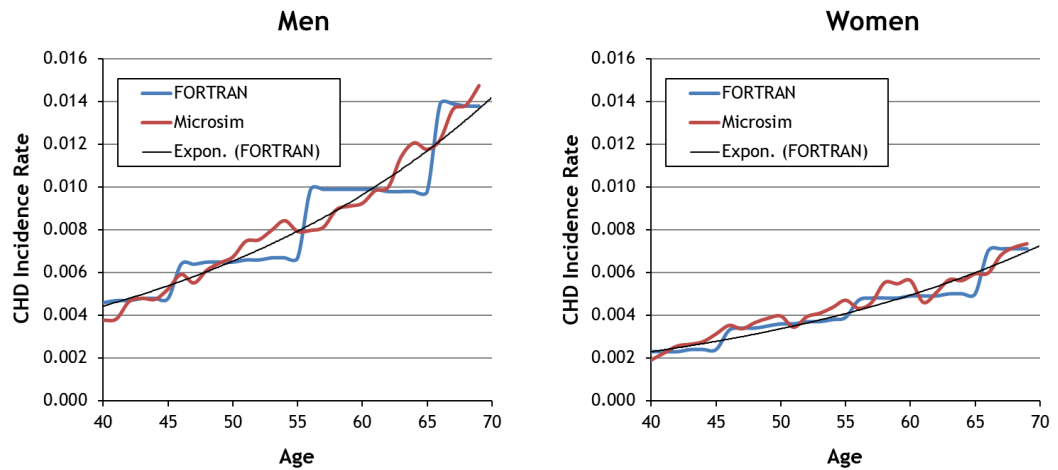 Men
CHD Incidence Rate
0.016
0.014
0.012
0.010
0.008
0.006
0.004
0.002
0.000
FORTRAN
Microsim
Expon. (FORTRAN)
40 45 50 55 60 65 70
Age
Women
CHD Incidence Rate
0.016
0.014
0.012
0.010
0.008
0.006
0.004
0.002
0.000
FORTRAN
Microsim
Expon. (FORTRAN)
40 45 50 55 60 65 70
Age